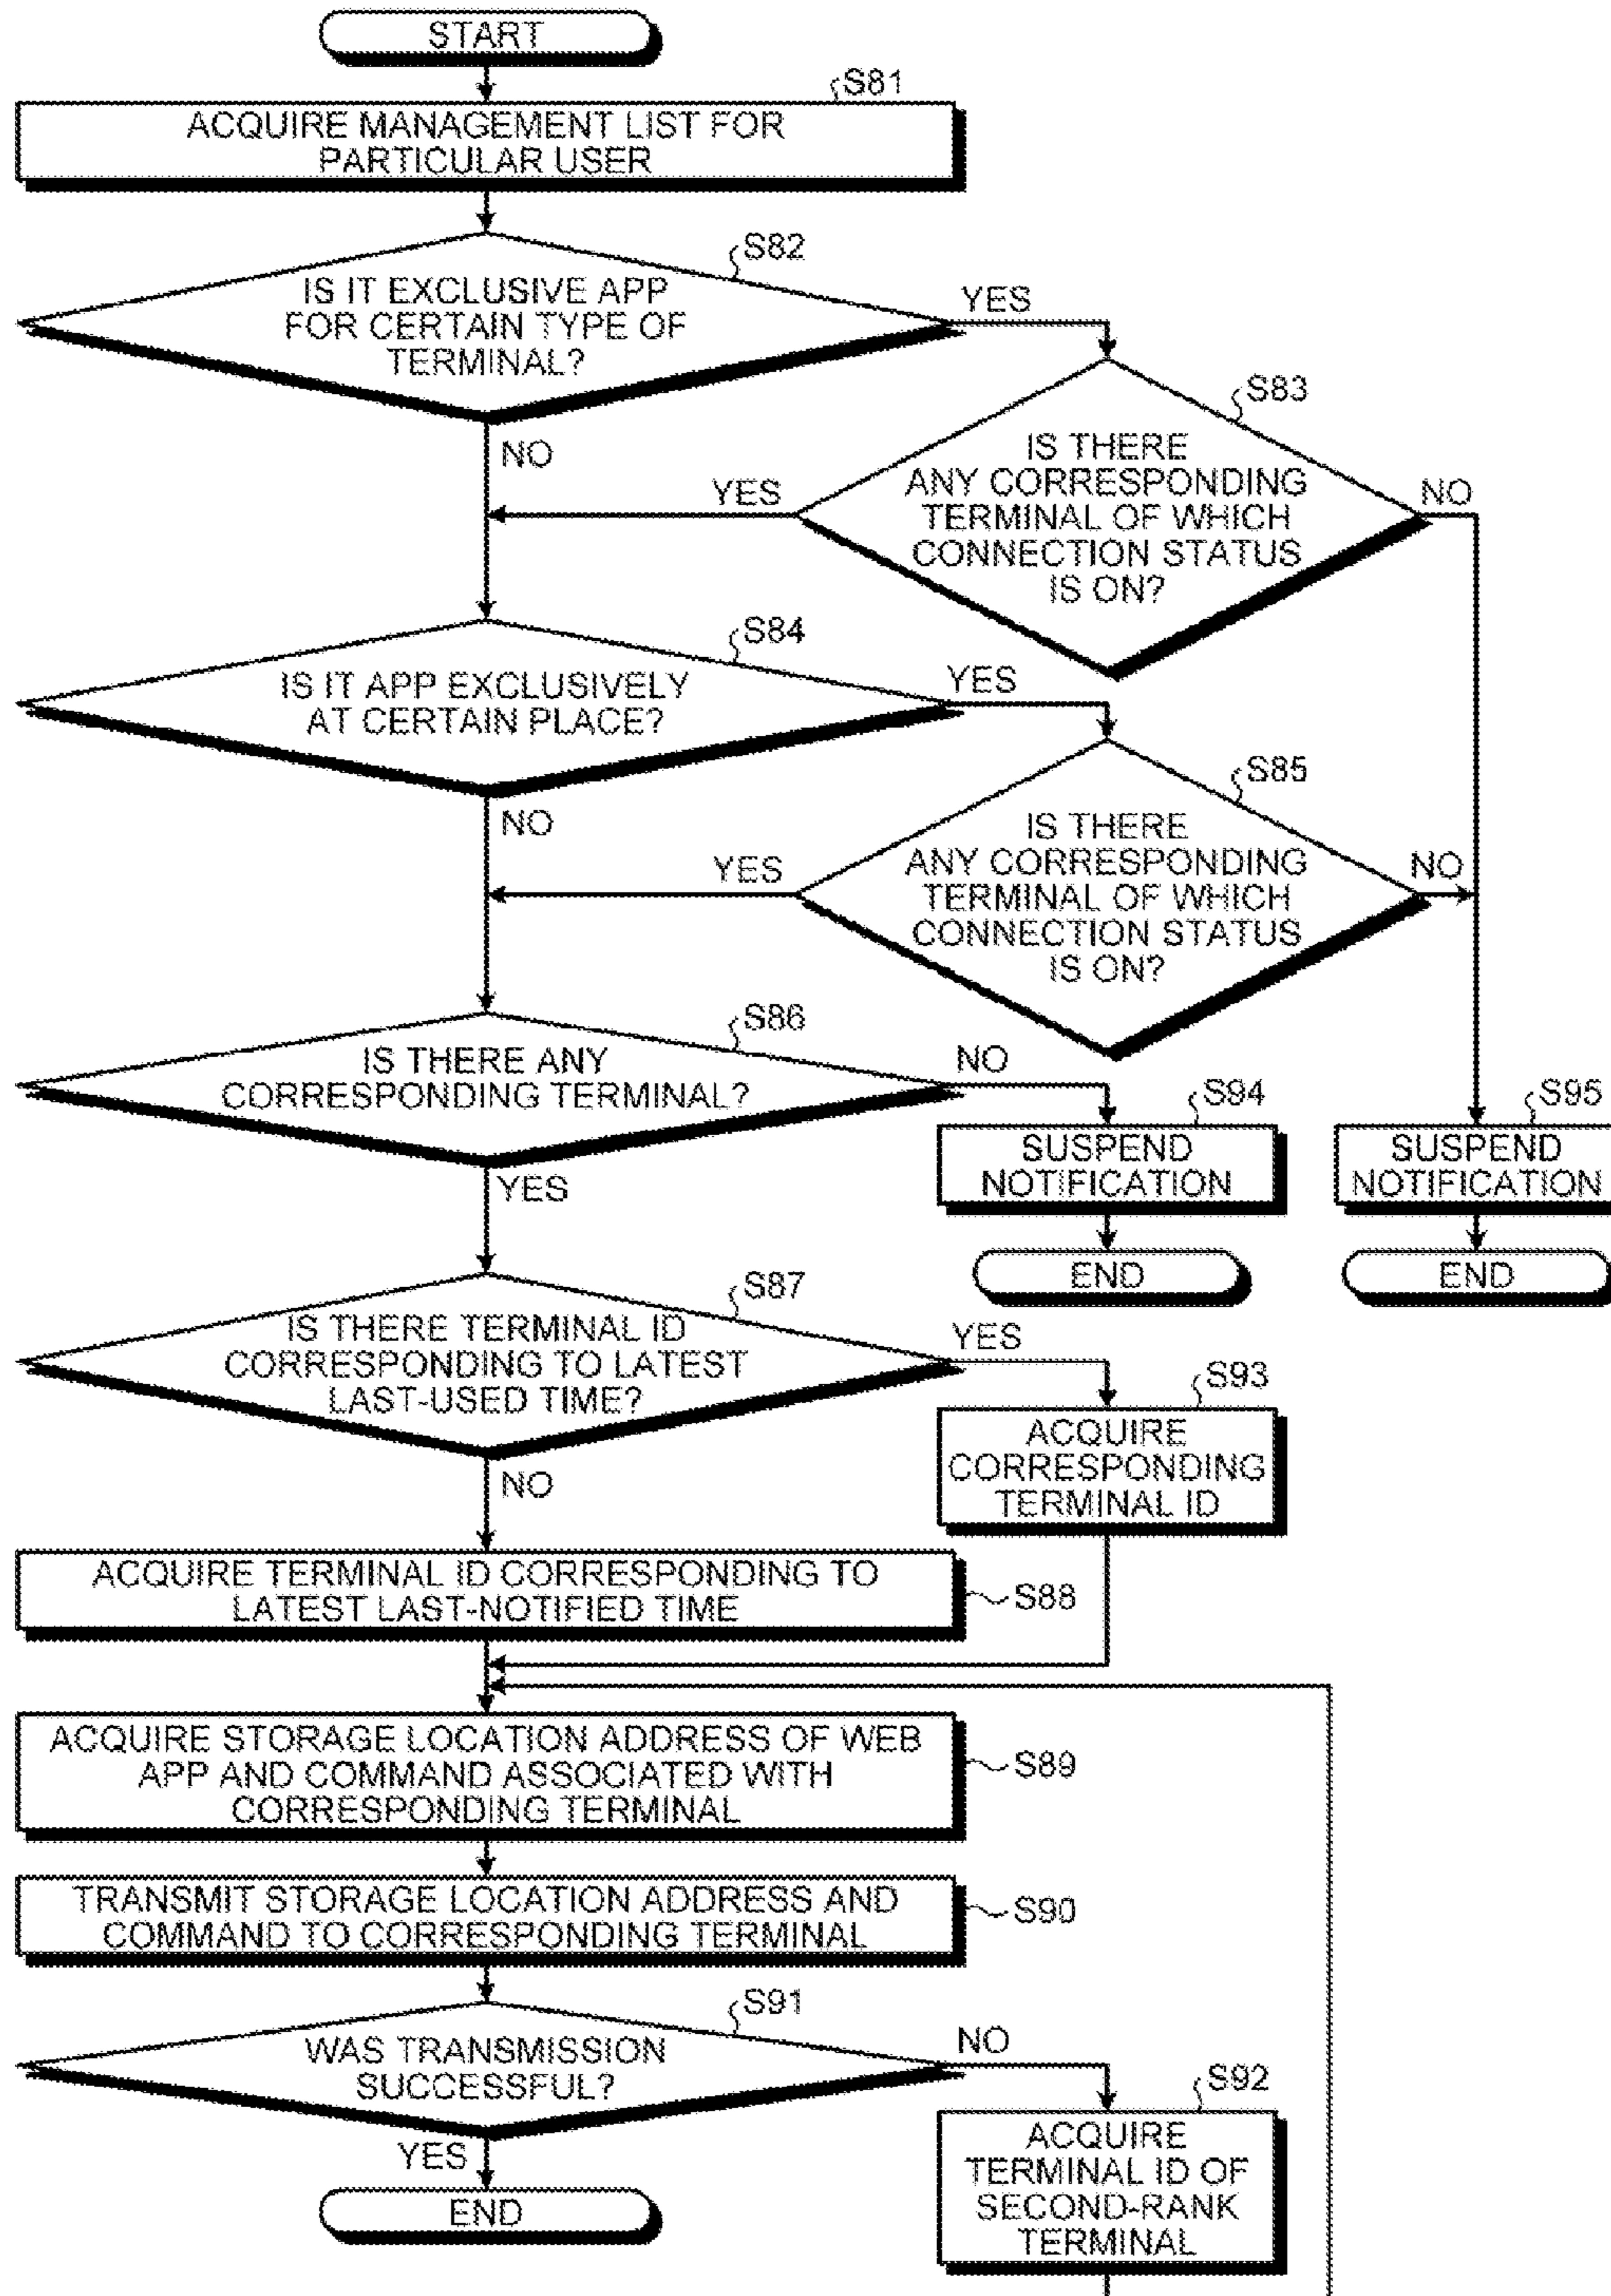 START
S81
ACQUIRE MANAGEMENT LIST FOR
PARTICULAR USER
S82
IS IT EXCLUSIVE APP
FOR CERTAIN TYPE OF
TERMINAL?
YES
NO
S83
IS THERE
ANY CORRESPONDING
TERMINAL OF WHICH
CONNECTION STATUS
IS ON?
YES
NO
S84
IS IT APP EXCLUSIVELY
AT CERTAIN PLACE?
YES
NO
S85
IS THERE
ANY CORRESPONDING
TERMINAL OF WHICH
CONNECTION STATUS
IS ON?
YES
NO
S86
IS THERE ANY
CORRESPONDING TERMINAL?
NO
YES
S94
SUSPEND
NOTIFICATION
END
S95
SUSPEND
NOTIFICATION
END
S87
IS THERE TERMINAL ID
CORRESPONDING TO LATEST
LAST-USED TIME?
YES
NO
S93
ACQUIRE
CORRESPONDING
TERMINAL ID
ACQUIRE TERMINAL ID CORRESPONDING TO
LATEST LAST-NOTIFIED TIME
S88
ACQUIRE STORAGE LOCATION ADDRESS OF WEB
APP AND COMMAND ASSOCIATED WITH
CORRESPONDING TERMINAL
S89
TRANSMIT STORAGE LOCATION ADDRESS AND
COMMAND TO CORRESPONDING TERMINAL
S90
S91
WAS TRANSMISSION
SUCCESSFUL?
NO
YES
END
S92
ACQUIRE
TERMINAL ID OF
SECOND-RANK
TERMINAL